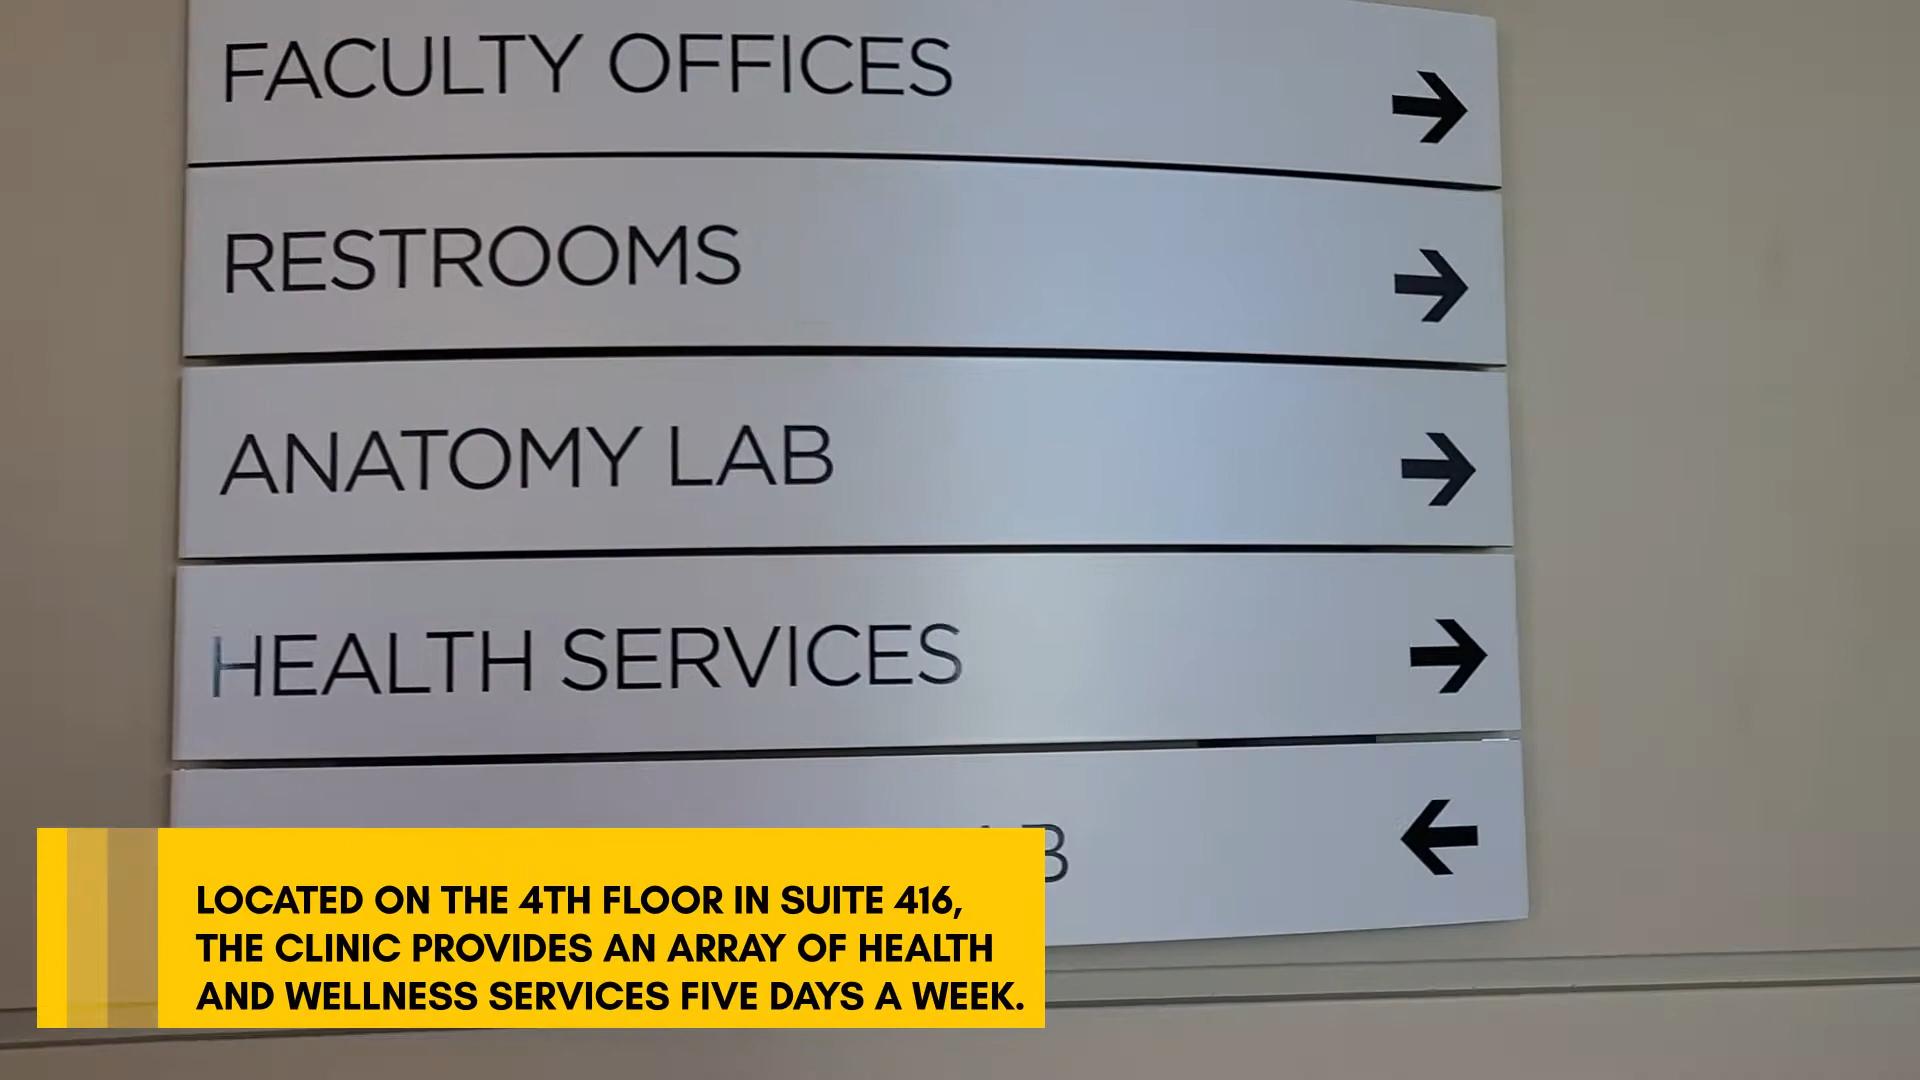 FACULTY OFFICES
RESTROOMS
ANATOMY LAB
HEALTH SERVICES
LOCATED ON THE 4TH FLOOR IN SUITE 416,
THE CLINIC PROVIDES AN ARRAY OF HEALTH
AND WELLNESS SERVICES FIVE DAYS A WEEK.